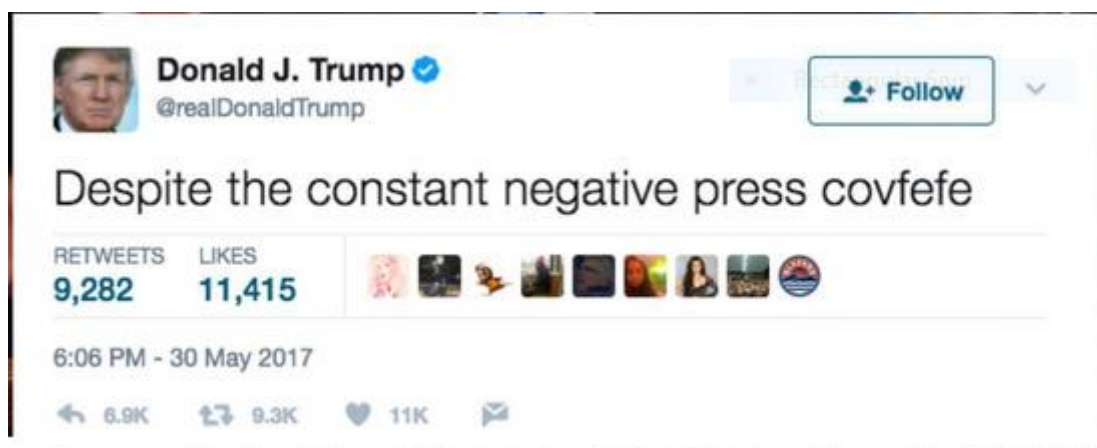 Donald J. Trump
@realDonaldTrump
Follow
Despite the constant negative press covfefe
RETWEETS LIKES
9,282 11,415
6:06 PM - 30 May 2017
6.9K 9.3K 11K